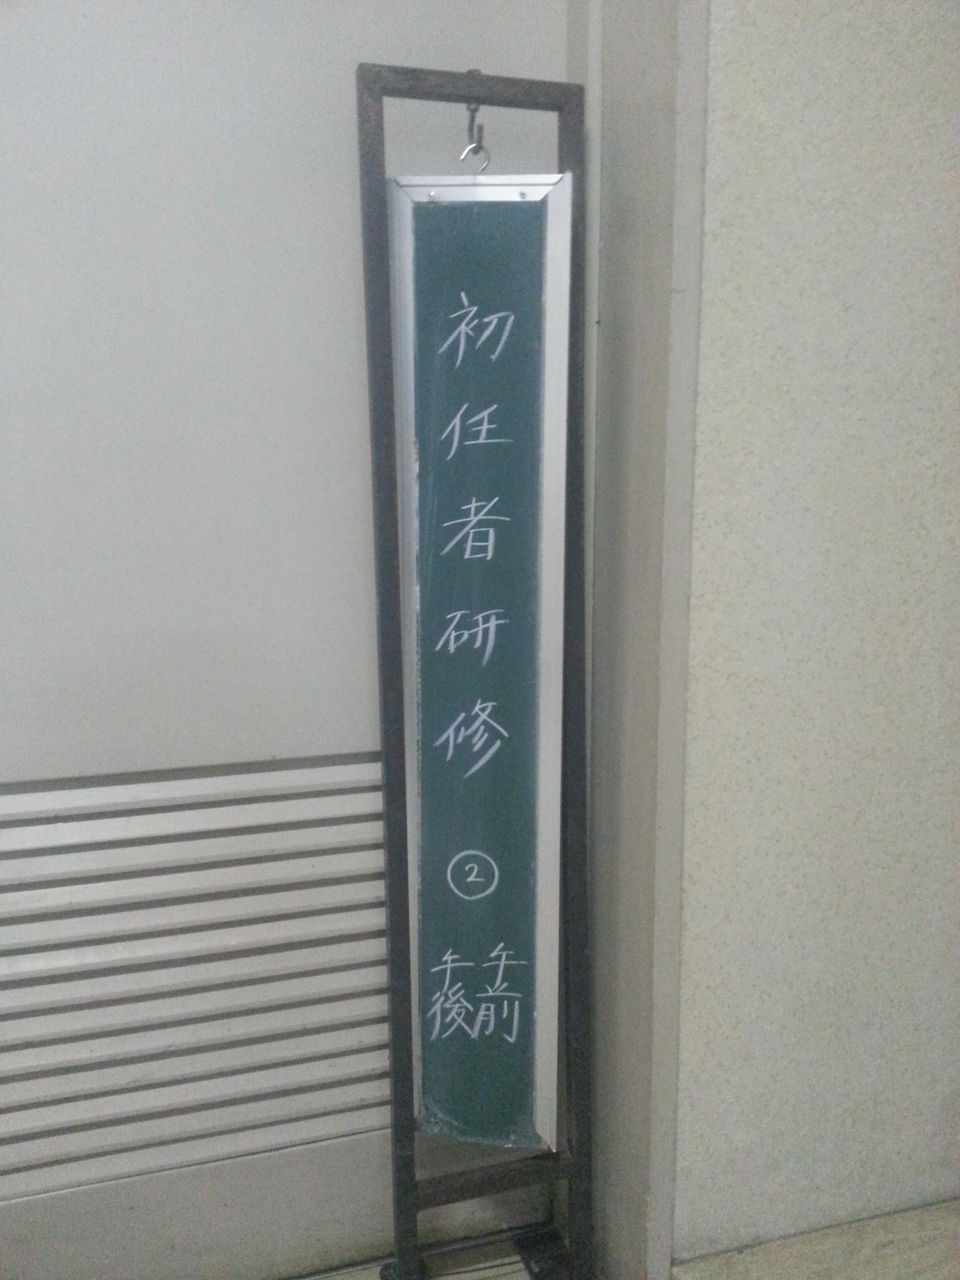 初任者研修 ②
午前
午後